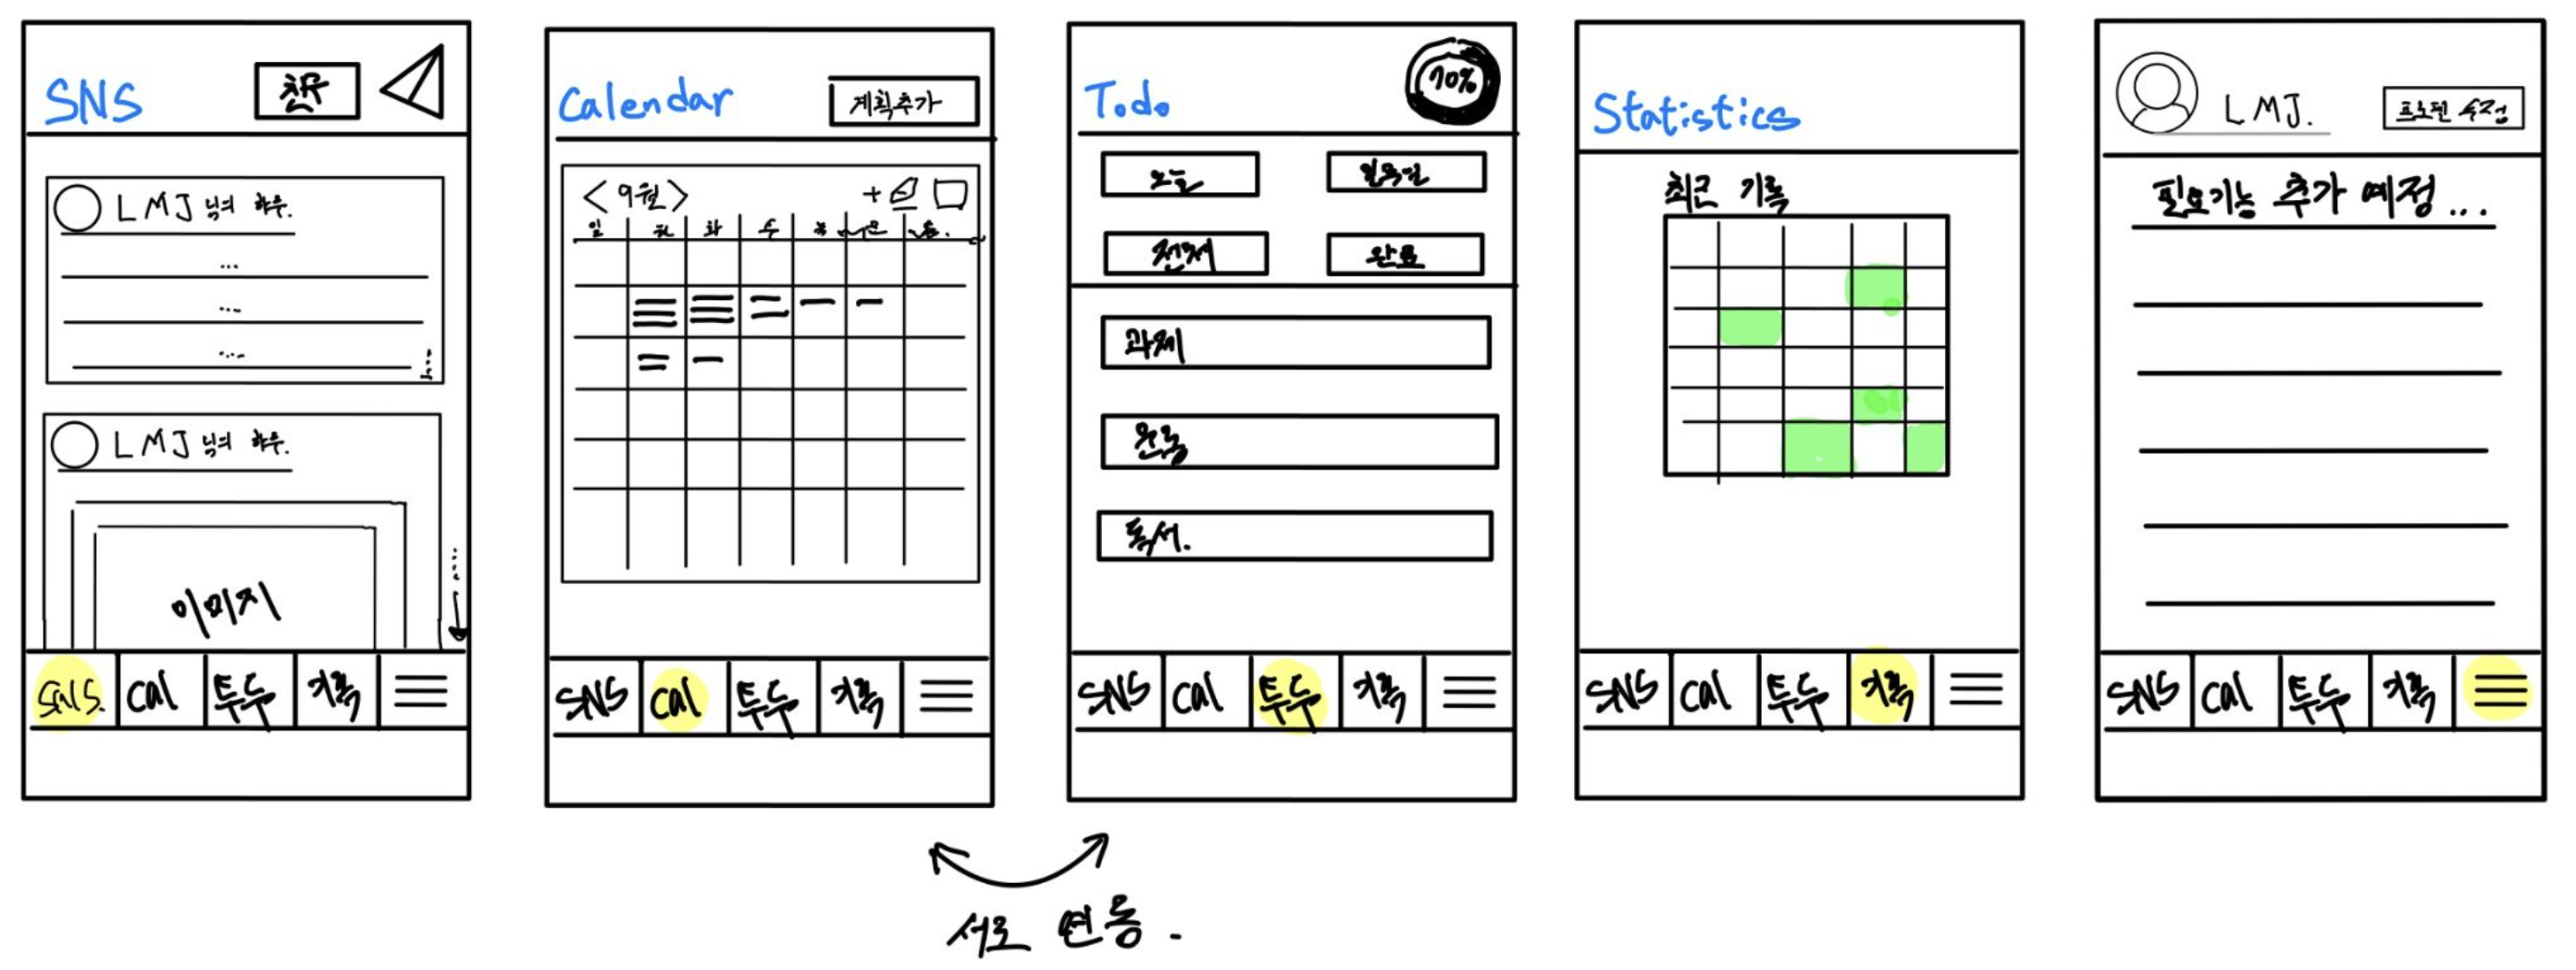 SNS 친구
LMJ 님의 하루.
...
...
...
LMJ 님의 하루.
이미지
SNS. Cal 투두 기록
Calendar 계획추가
< 9월 > +
일 월 화 수 목
SNS Cal 투두 기록
Todo 70%
오늘
전체 완료
과제
운동
독서.
SNS Cal 투두 기록
Statistics
최근 기록
SNS Cal 투두 기록
LMJ. 프로필 수정
필요기능 추가 예정...
SNS Cal 투두 기록
서로 연동.